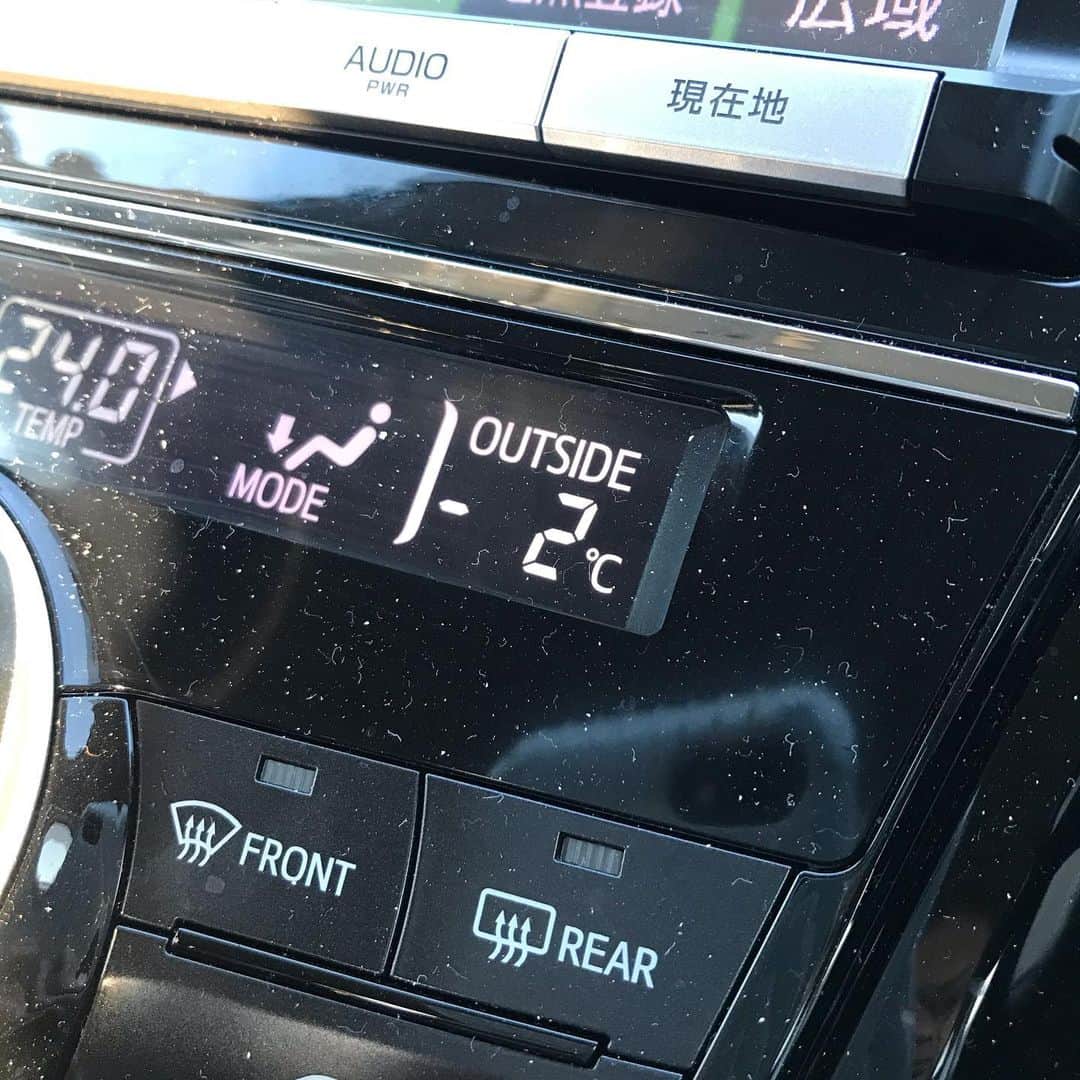 広域
AUDIO
PWR
現在地
24.0
TEMP
MODE
OUTSIDE
-2℃
FRONT
REAR